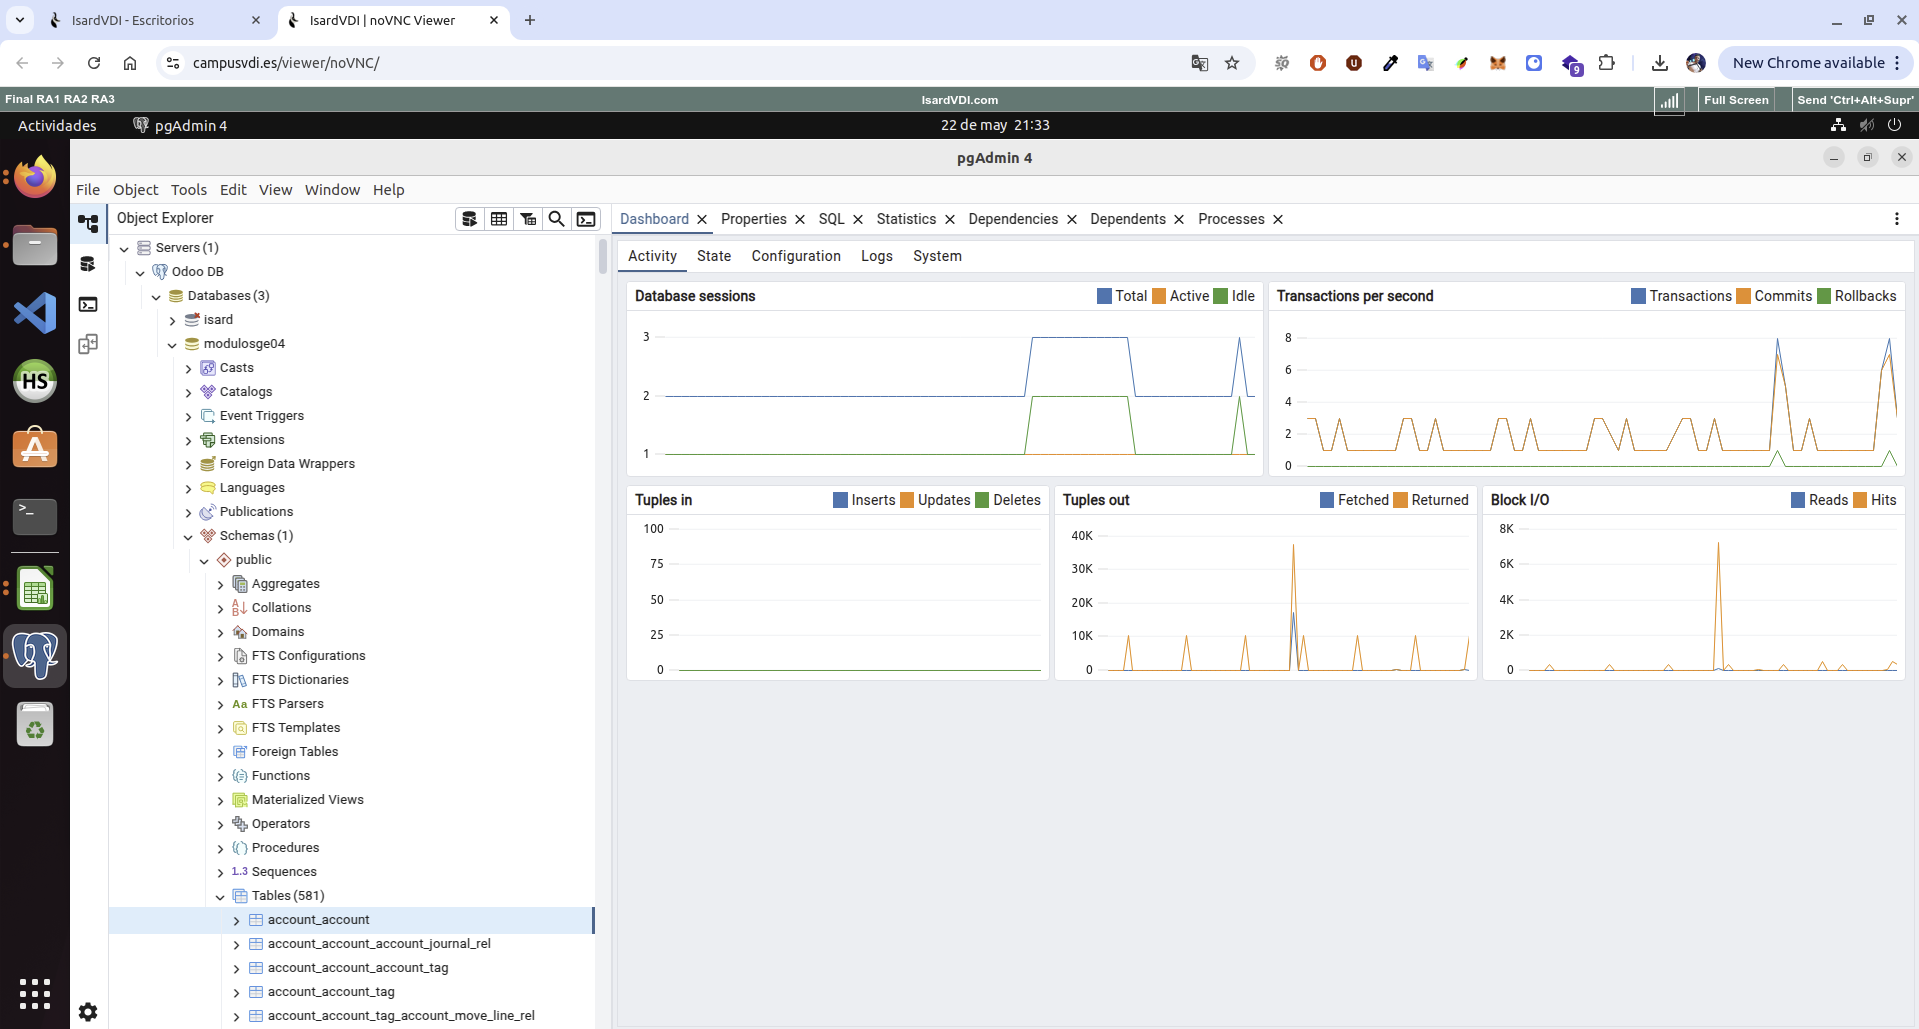 IsardVDI - Escritorios
IsardVDI | noVNC Viewer
campusvdi.es/viewer/noVNC/
9
New Chrome available
Final RA1 RA2 RA3
IsardVDI.com
Full Screen
Send 'Ctrl+Alt+Supr'
Actividades
pgAdmin 4
22 de may 21:33
pgAdmin 4
File Object Tools Edit View Window Help
Object Explorer
Dashboard Properties SQL Statistics Dependencies Dependents Processes
Servers (1)
Odoo DB
Databases (3)
isard
modulosge04
Casts
Catalogs
Event Triggers
Extensions
Foreign Data Wrappers
Languages
Publications
Schemas (1)
public
Aggregates
Collations
Domains
FTS Configurations
FTS Dictionaries
Aa FTS Parsers
FTS Templates
Foreign Tables
Functions
Materialized Views
Operators
Procedures
1..3 Sequences
Tables (581)
account_account
account_account_account_journal_rel
account_account_account_tag
account_account_tag
account_account_tag_account_move_line_rel
HS
Activity State Configuration Logs System
Database sessions
Total Active Idle
3
2
1
Transactions per second
Transactions Commits Rollbacks
8
6
4
2
0
Tuples in
Inserts Updates Deletes
100
75
50
25
0
Tuples out
Fetched Returned
40K
30K
20K
10K
0
Block I/O
Reads Hits
8K
6K
4K
2K
0